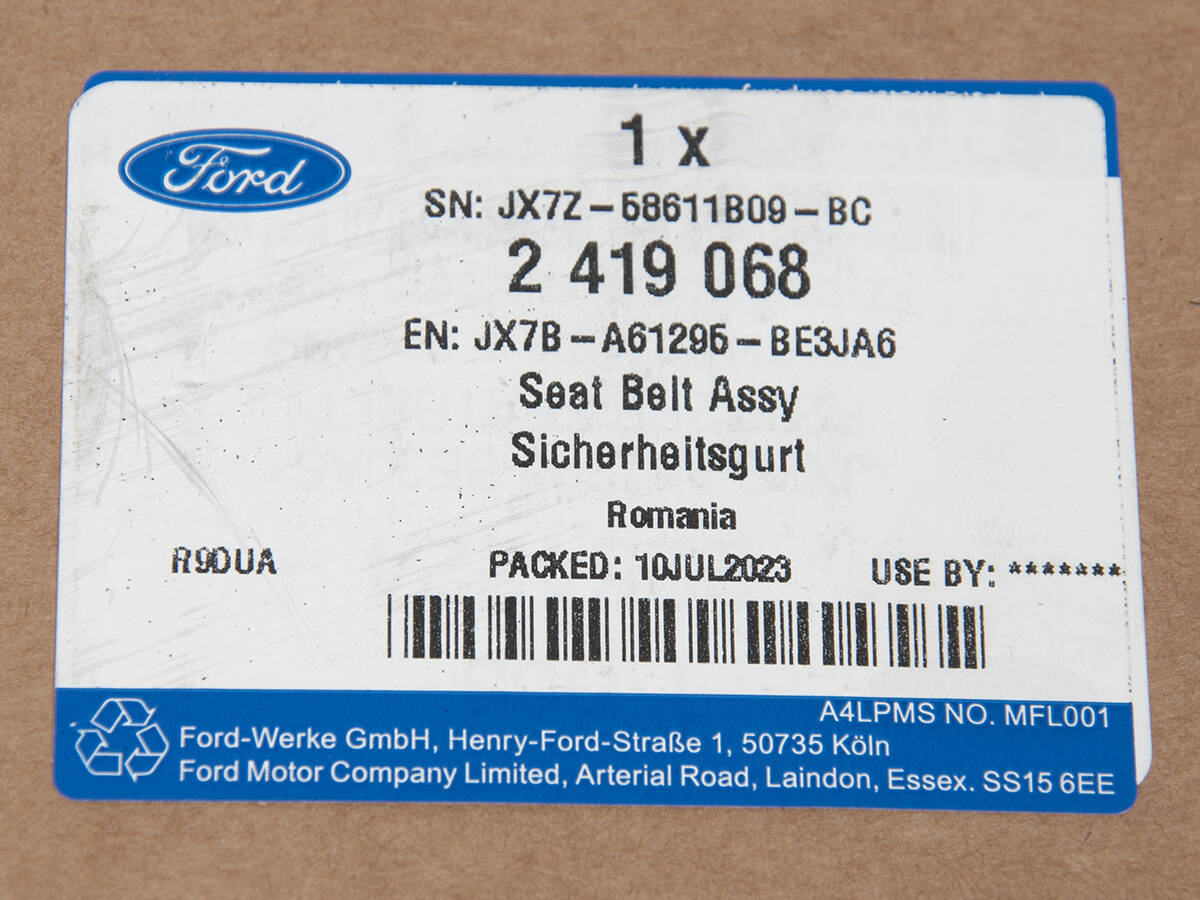 Ford
1 x
SN: JX7Z-58611B09-BC
2 419 068
EN: JX7B-A61295-BE3JA6
Seat Belt Assy
Sicherheitsgurt
Romania
R9DUA
PACKED: 10JUL2023
USE BY: *******
A4LPMS NO. MFL001
Ford-Werke GmbH, Henry-Ford-Straße 1, 50735 Köln
Ford Motor Company Limited, Arterial Road, Laindon, Essex. SS15 6EE